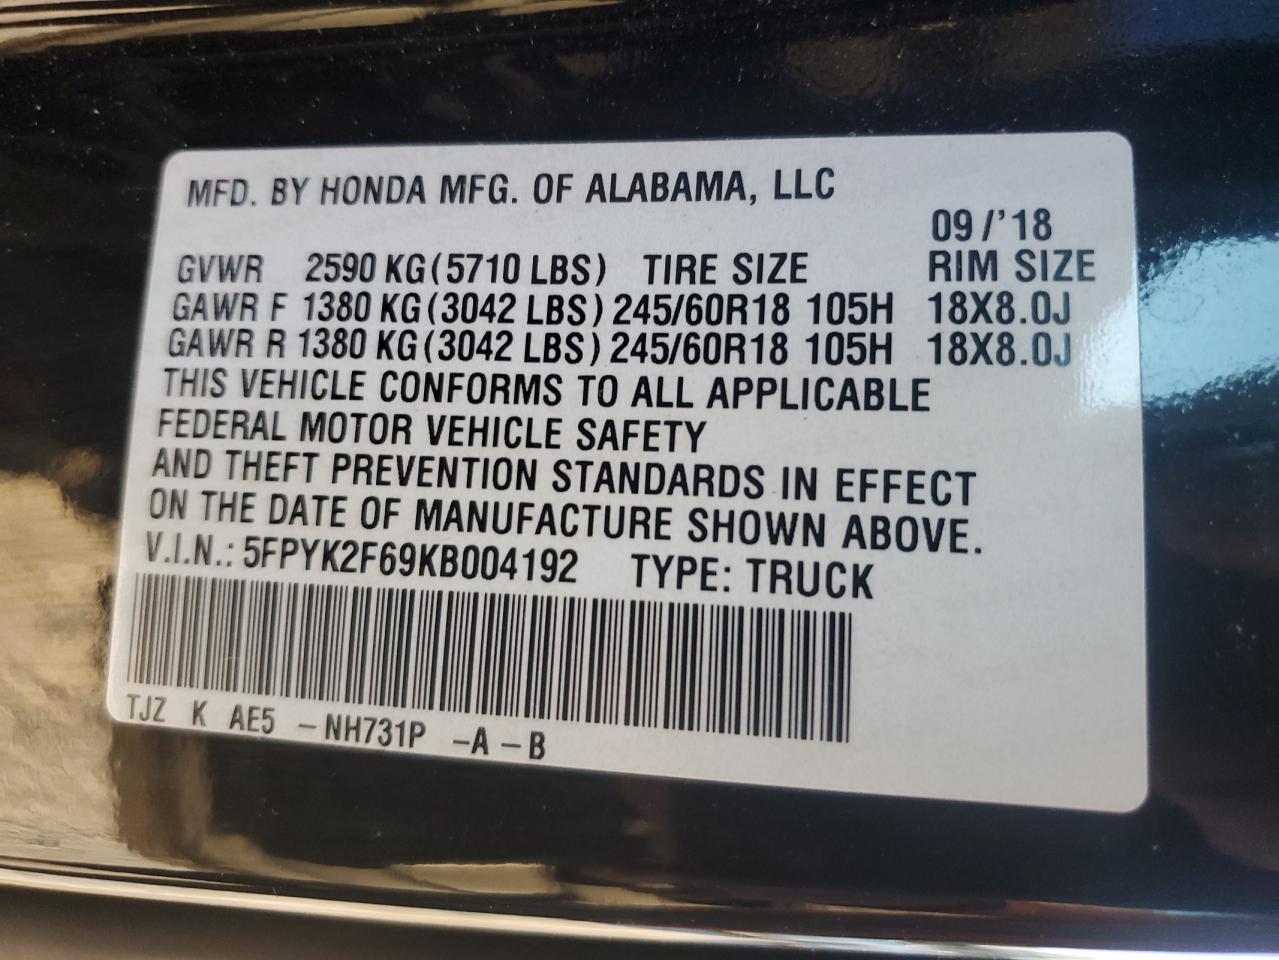 MFD. BY HONDA MFG. OF ALABAMA, LLC
09/'18
GVWR 2590 KG(5710 LBS) TIRE SIZE RIM SIZE
GAWR F 1380 KG(3042 LBS) 245/60R18 105H 18X8.0J
GAWR R 1380 KG(3042 LBS) 245/60R18 105H 18X8.0J
THIS VEHICLE CONFORMS TO ALL APPLICABLE
FEDERAL MOTOR VEHICLE SAFETY
AND THEFT PREVENTION STANDARDS IN EFFECT
ON THE DATE OF MANUFACTURE SHOWN ABOVE.
V.I.N.: 5FPYK2F69KB004192 TYPE: TRUCK
TJZ K AE5 –NH731P –A –B